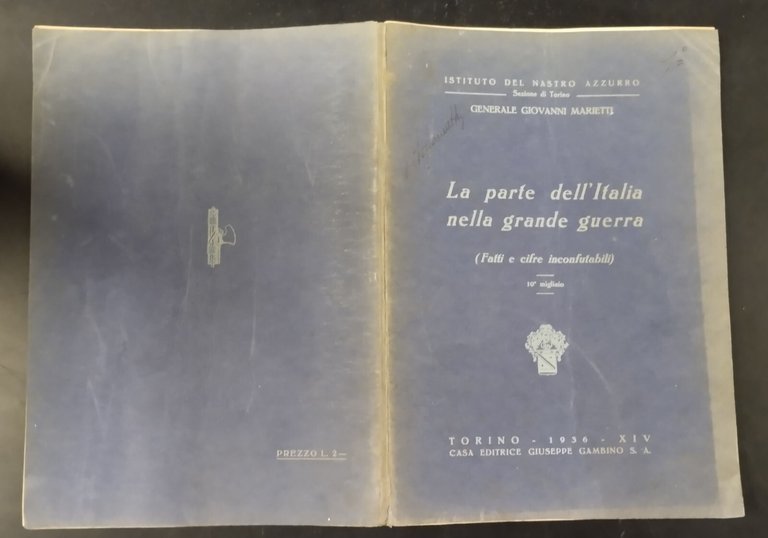 ISTITUTO DEL NASTRO AZZURRO
Sezione di Torino
GENERALE GIOVANNI MARIETTI
La parte dell'Italia
nella grande guerra
(Fatti e cifre inconfutabili)
10° migliaio
TORINO - 1936 - XIV
CASA EDITRICE GIUSEPPE GAMBINO S. A.
PREZZO L. 2—